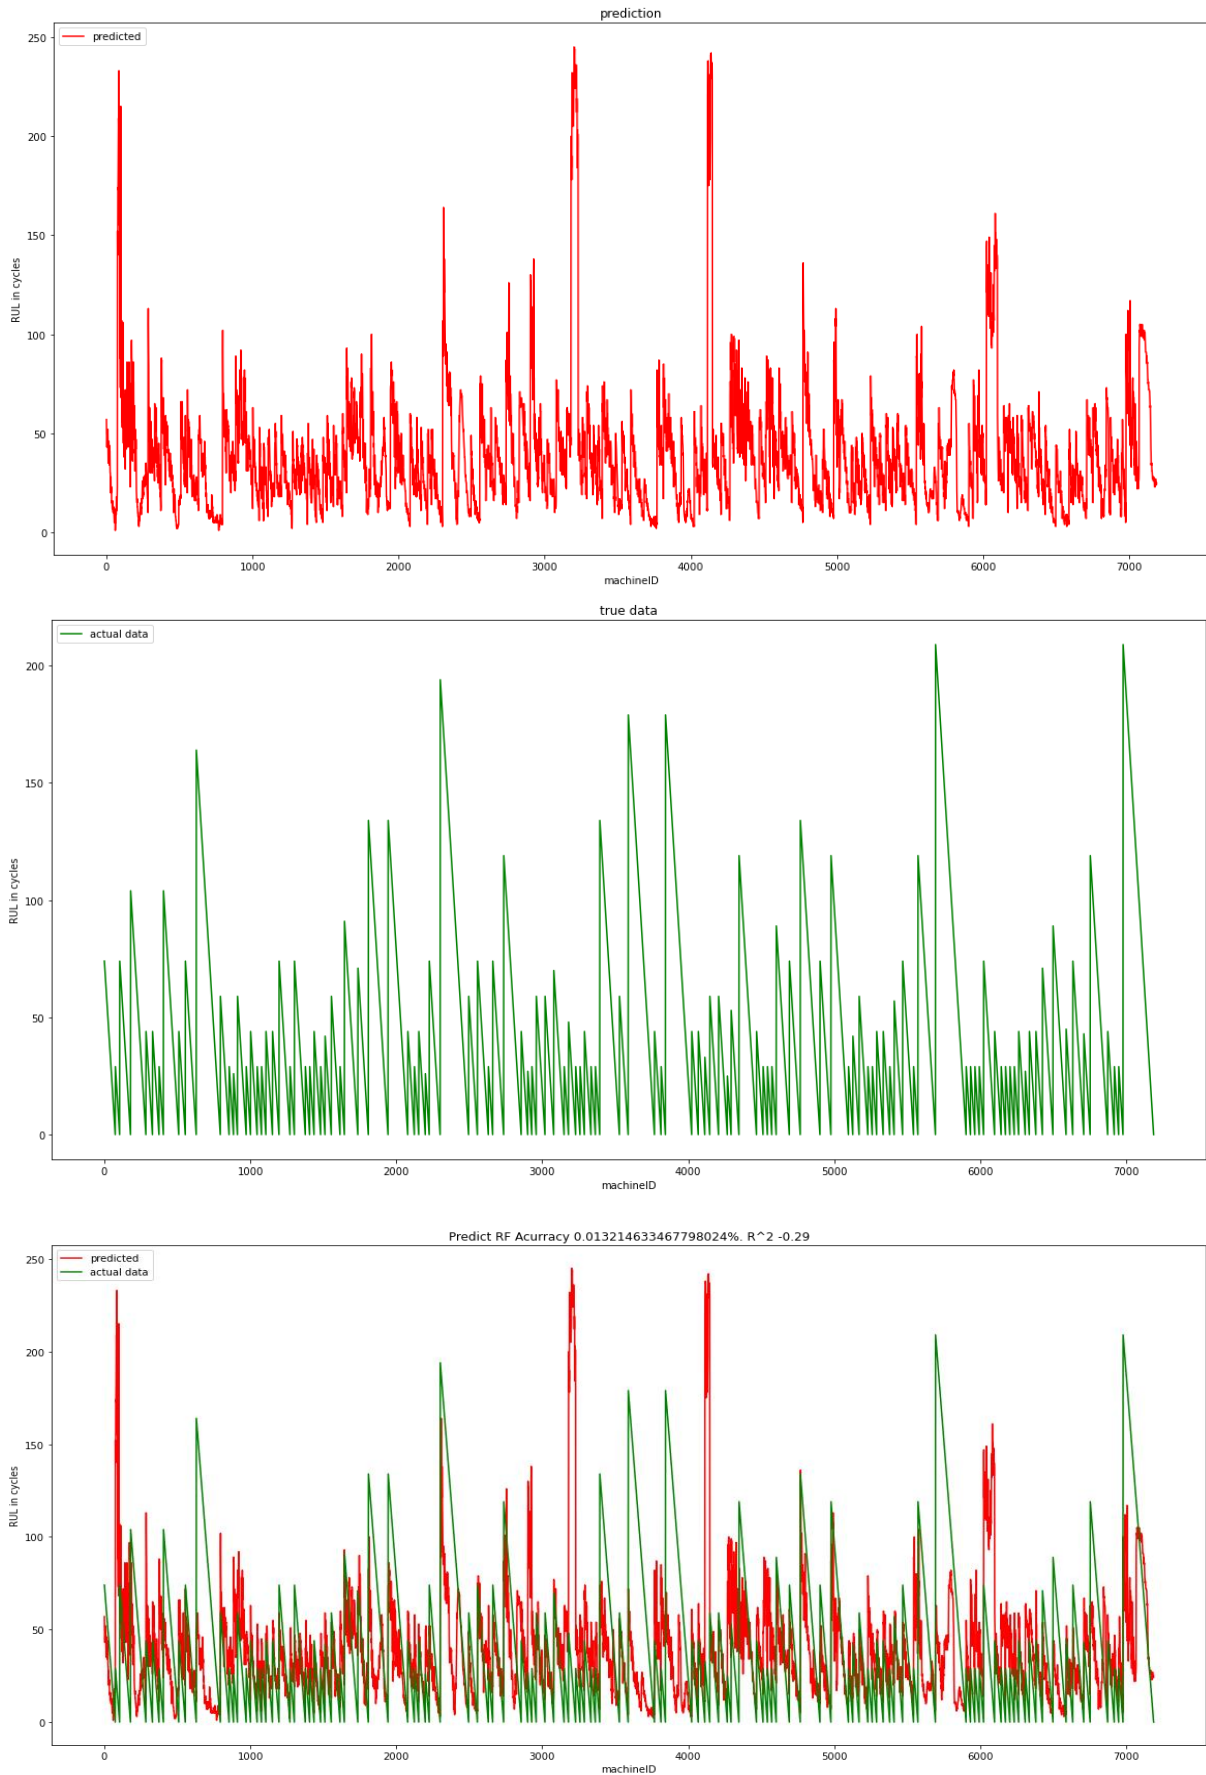 prediction
predicted
250
200
150
100
50
0
RUL in cycles
0 1000 2000 3000 4000 5000 6000 7000
machineID
true data
actual data
200
150
100
50
0
RUL in cycles
0 1000 2000 3000 4000 5000 6000 7000
machineID
Predict RF Acurracy 0.013214633467798024%. R^2 -0.29
predicted
actual data
250
200
150
100
50
0
RUL in cycles
0 1000 2000 3000 4000 5000 6000 7000
machineID